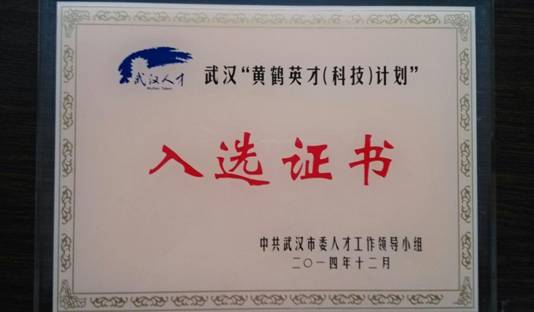 武汉人才
Wuhan Talent
武汉“黄鹤英才(科技)计划”
入选证书
中共武汉市委人才工作领导小组
二〇一四年十二月